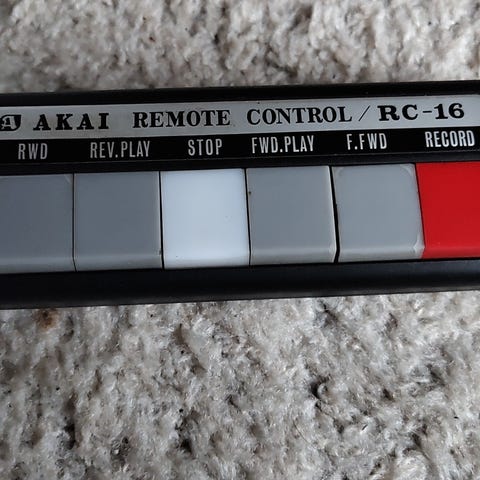 AKAI REMOTE CONTROL / RC-16
RWD REV.PLAY STOP FWD.PLAY F.FWD RECORD